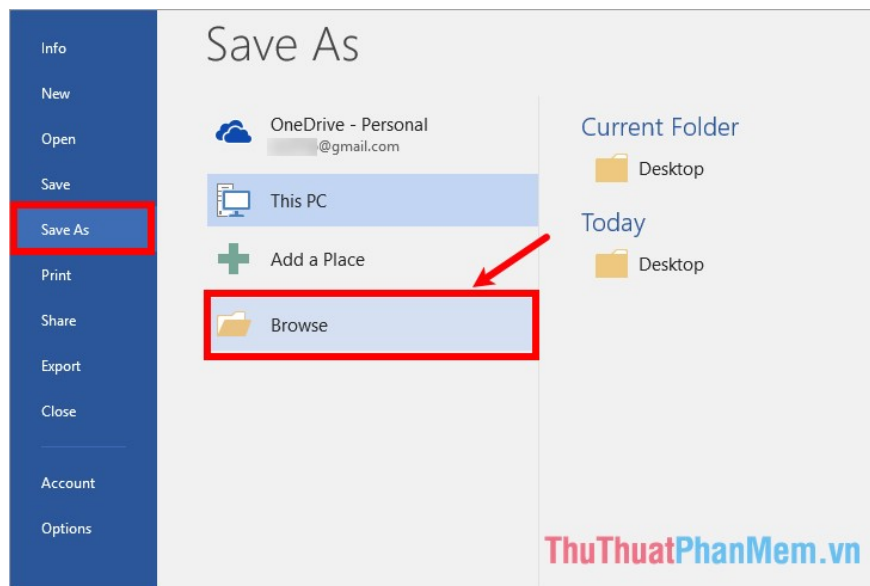 Info
New
Open
Save
Save As
Print
Share
Export
Close
Account
Options
Save As
OneDrive - Personal
@gmail.com
This PC
Add a Place
Browse
Current Folder
Desktop
Today
Desktop
ThuThuatPhanMem.vn